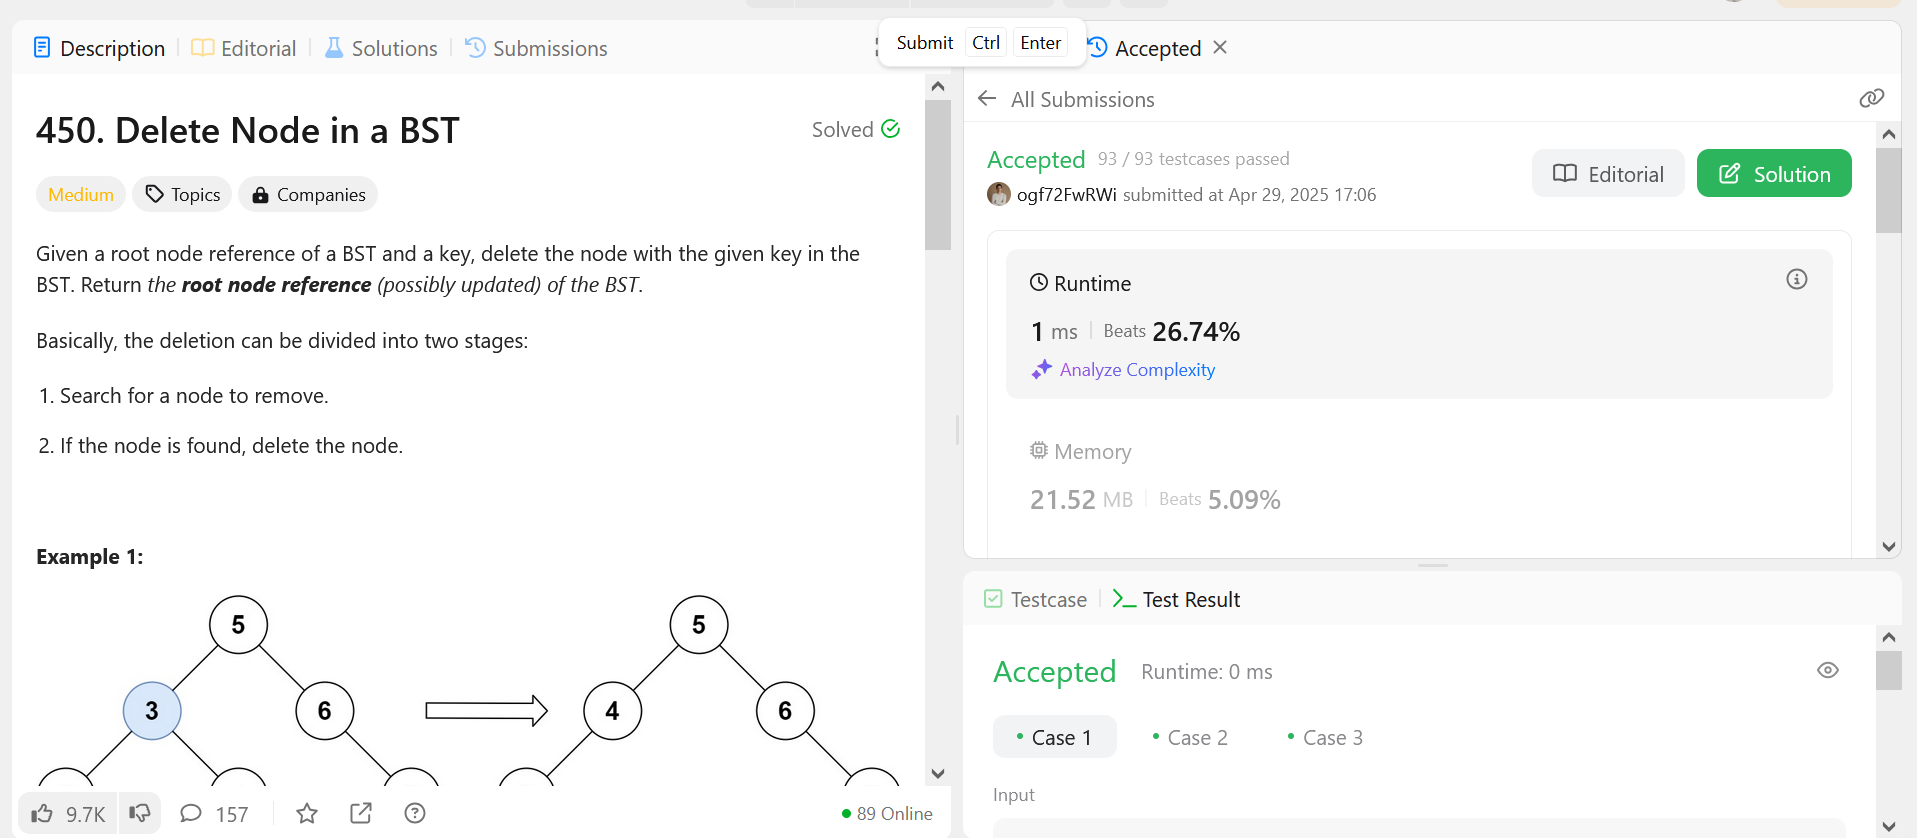 Description
Editorial
Solutions
Submissions
Submit Ctrl Enter
Accepted
450. Delete Node in a BST
Solved
Medium
Topics
Companies
Given a root node reference of a BST and a key, delete the node with the given key in the
BST. Return the root node reference (possibly updated) of the BST.
Basically, the deletion can be divided into two stages:
1. Search for a node to remove.
2. If the node is found, delete the node.
Example 1:
5
5
3
6
4
6
9.7K
157
89 Online
All Submissions
Accepted 93 / 93 testcases passed
ogf72FwRWi submitted at Apr 29, 2025 17:06
Editorial
Solution
Runtime
1 ms Beats 26.74%
Analyze Complexity
Memory
21.52 MB Beats 5.09%
Testcase
Test Result
Accepted Runtime: 0 ms
Case 1
Case 2
Case 3
Input